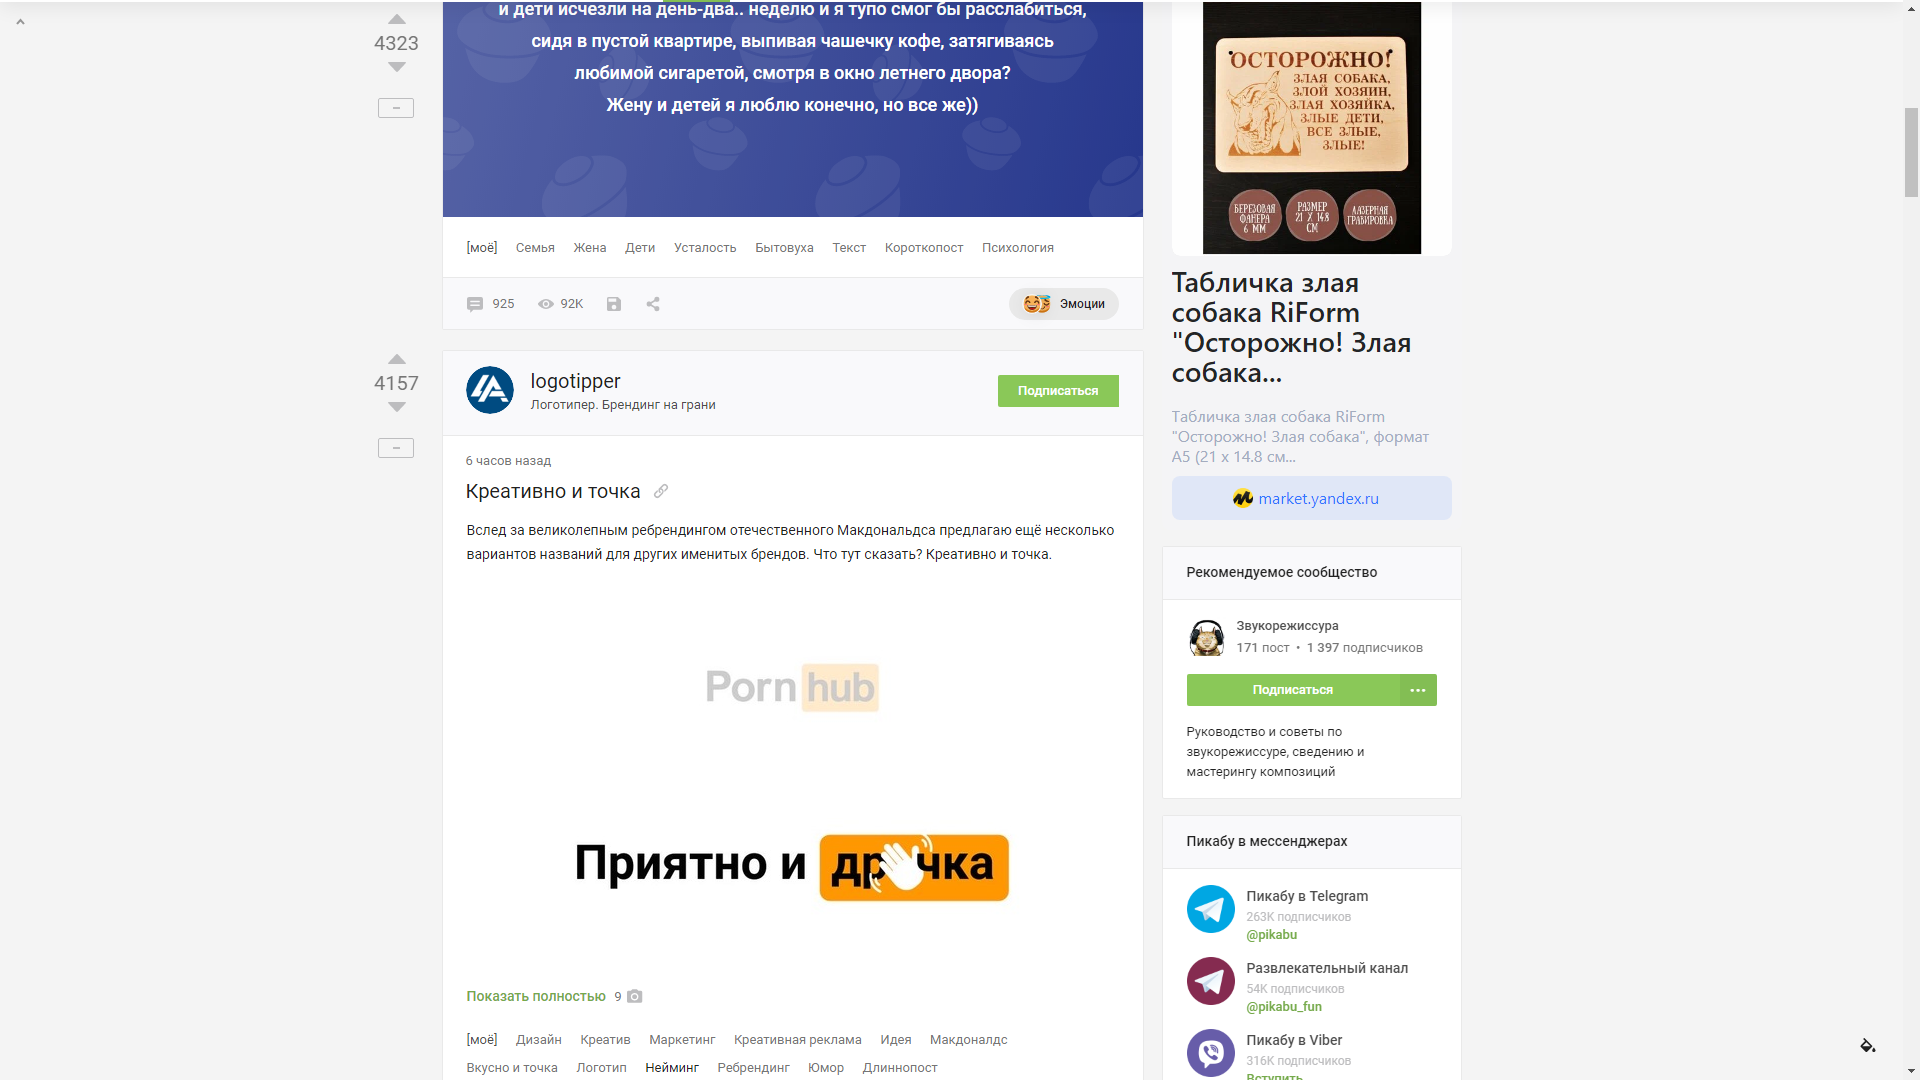 4323
и дети исчезли на день-два.. неделю и я тупо смог бы расслабиться,
сидя в пустой квартире, выпивая чашечку кофе, затягиваясь
любимой сигаретой, смотря в окно летнего двора?
Жену и детей я люблю конечно, но все же))
[моё] Семья Жена Дети Усталость Бытовуха Текст Короткопост Психология
925 92K Эмоции
4157
logotipper
Логотипер. Брендинг на грани
Подписаться
6 часов назад
Креативно и точка
Вслед за великолепным ребрендингом отечественного Макдональдса предлагаю ещё несколько
вариантов названий для других именитых брендов. Что тут сказать? Креативно и точка.
Porn hub
Приятно и др чка
Показать полностью 9
[моё] Дизайн Креатив Маркетинг Креативная реклама Идея Макдоналдс
Вкусно и точка Логотип Нейминг Ребрендинг Юмор Длиннопост
ОСТОРОЖНО!
ЗЛАЯ СОБАКА,
ЗЛОЙ ХОЗЯИН,
ЗЛАЯ ХОЗЯЙКА,
ЗЛЫЕ ДЕТИ,
ВСЕ ЗЛЫЕ,
ЗЛЫЕ!
БЕРЕЗОВАЯ
ФАНЕРА
6 ММ
РАЗМЕР
21 X 14.8
СМ
ЛАЗЕРНАЯ
ГРАВИРОВКА
Табличка злая
собака RiForm
"Осторожно! Злая
собака...
Табличка злая собака RiForm
"Осторожно! Злая собака", формат
А5 (21 х 14.8 см...
market.yandex.ru
Рекомендуемое сообщество
Звукорежиссура
171 пост • 1 397 подписчиков
Подписаться
Руководство и советы по
звукорежиссуре, сведению и
мастерингу композиций
Пикабу в мессенджерах
Пикабу в Telegram
263K подписчиков
@pikabu
Развлекательный канал
54K подписчиков
@pikabu_fun
Пикабу в Viber
316K подписчиков
Вступить